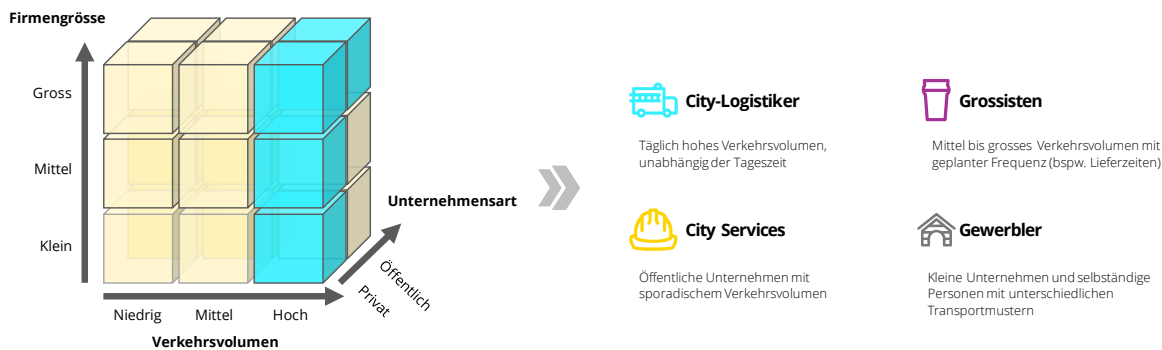 Firmengrösse
Gross
Mittel
Klein
Niedrig
Mittel
Hoch
Verkehrsvolumen
Privat
Öffentlich
Unternehmensart
City-Logistiker
Täglich hohes Verkehrsvolumen,
unabhängig der Tageszeit
Grossisten
Mittel bis grosses Verkehrsvolumen mit
geplanter Frequenz (bspw. Lieferzeiten)
City Services
Öffentliche Unternehmen mit
sporadischem Verkehrsvolumen
Gewerbler
Kleine Unternehmen und selbständige
Personen mit unterschiedlichen
Transportmustern